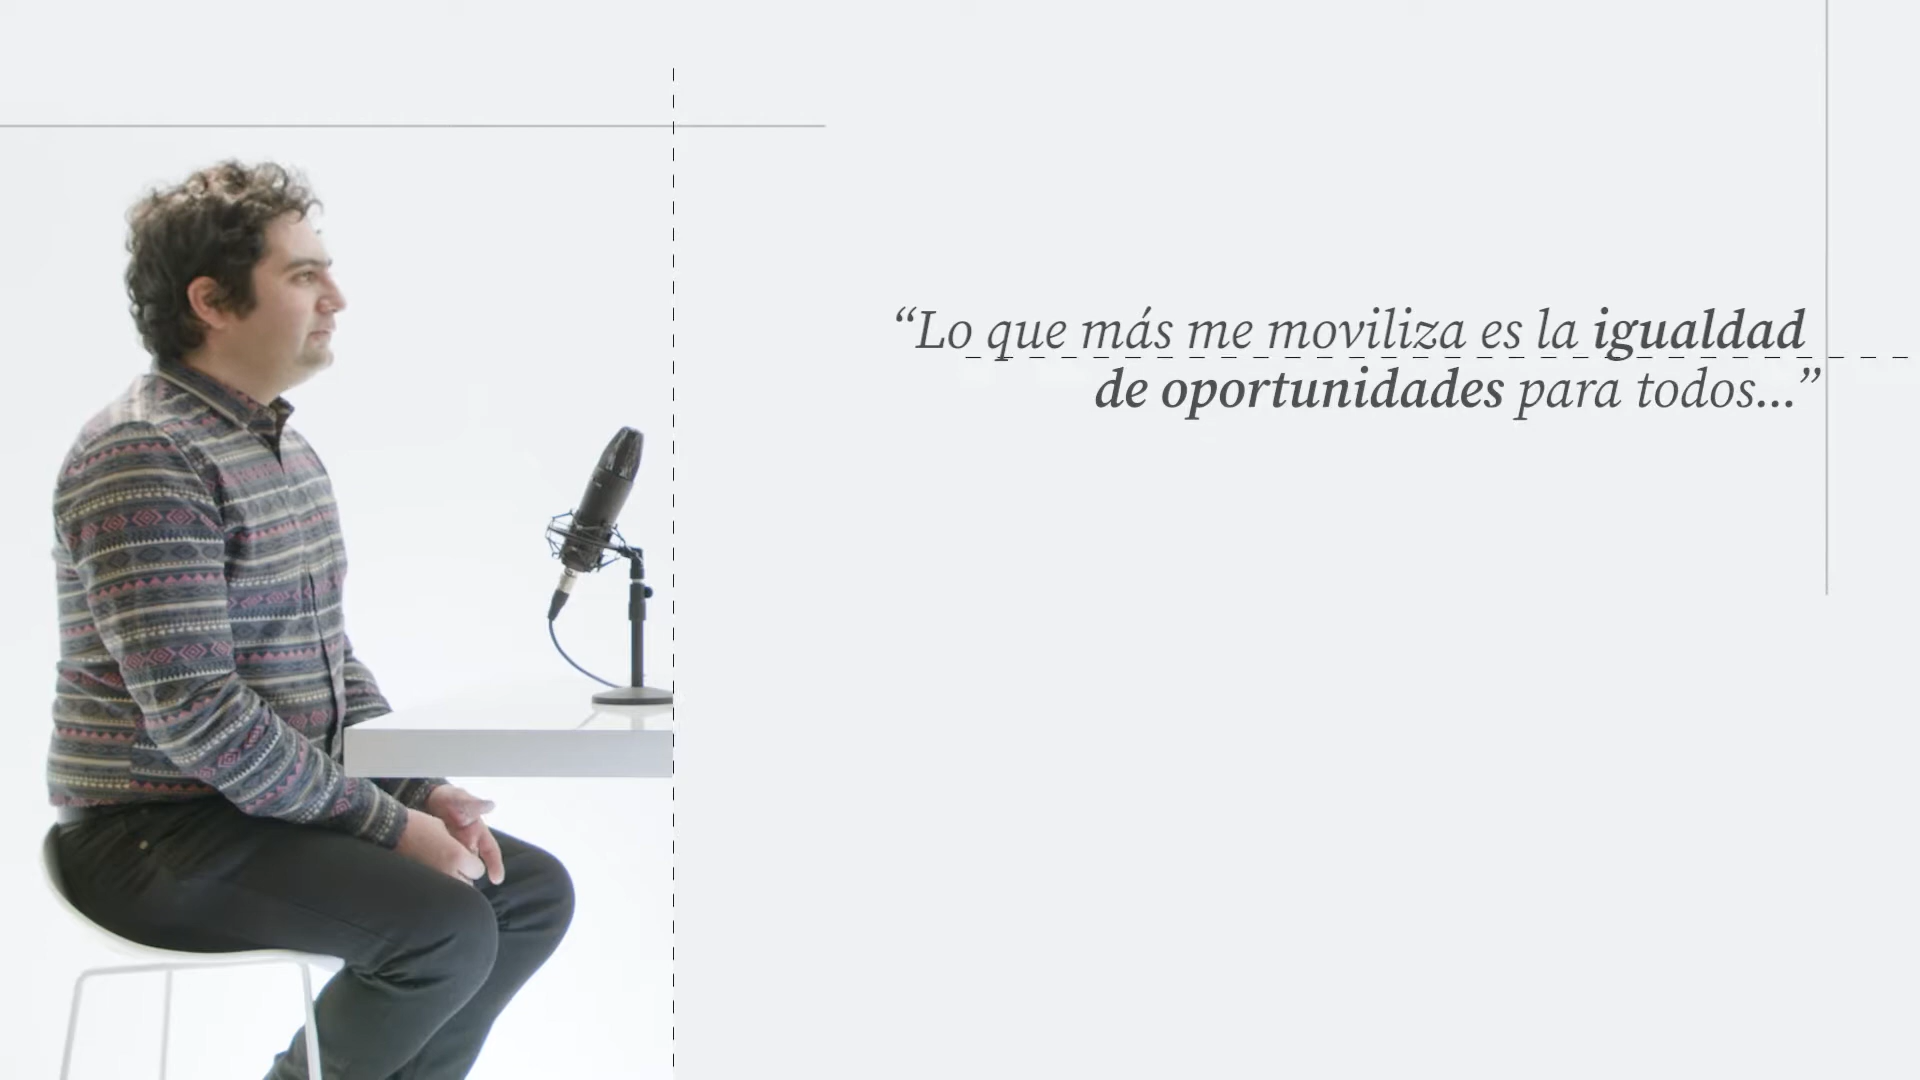 “Lo que más me moviliza es la igualdad
de oportunidades para todos...”